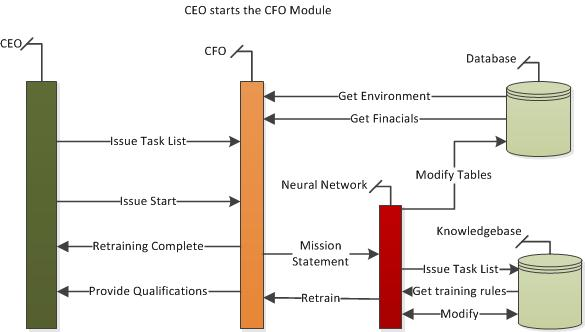 CEO starts the CFO Module
CEO
CFO
Database
Get Environment
Get Finacials
Issue Task List
Modify Tables
Neural Network
Issue Start
Knowledgebase
Retraining Complete
Mission
Statement
Issue Task List
Provide Qualifications
Retrain
Get training rules
Modify